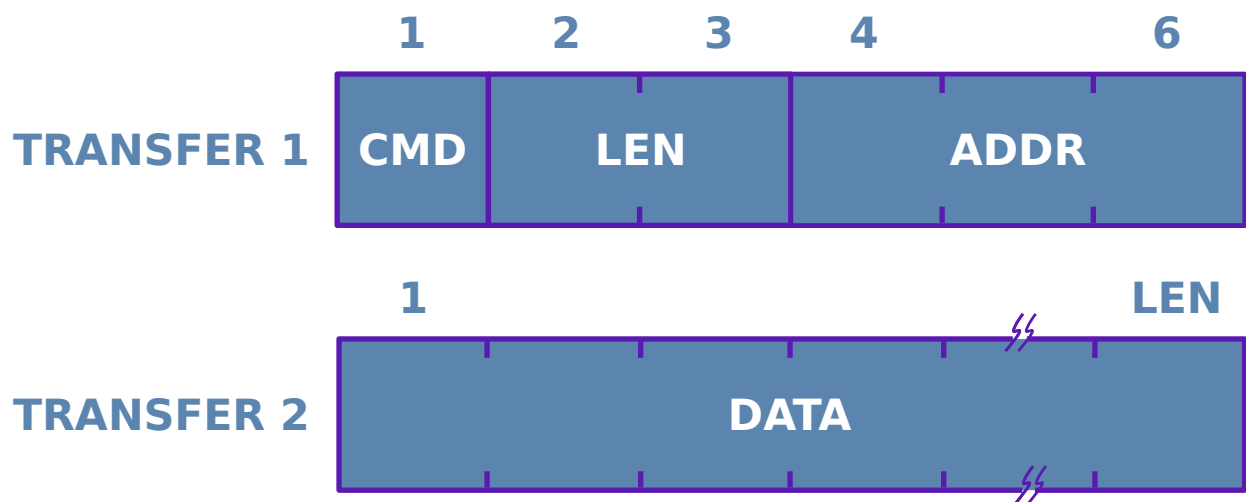 1 2 3 4 6
TRANSFER 1 CMD LEN ADDR
1 LEN
TRANSFER 2 DATA